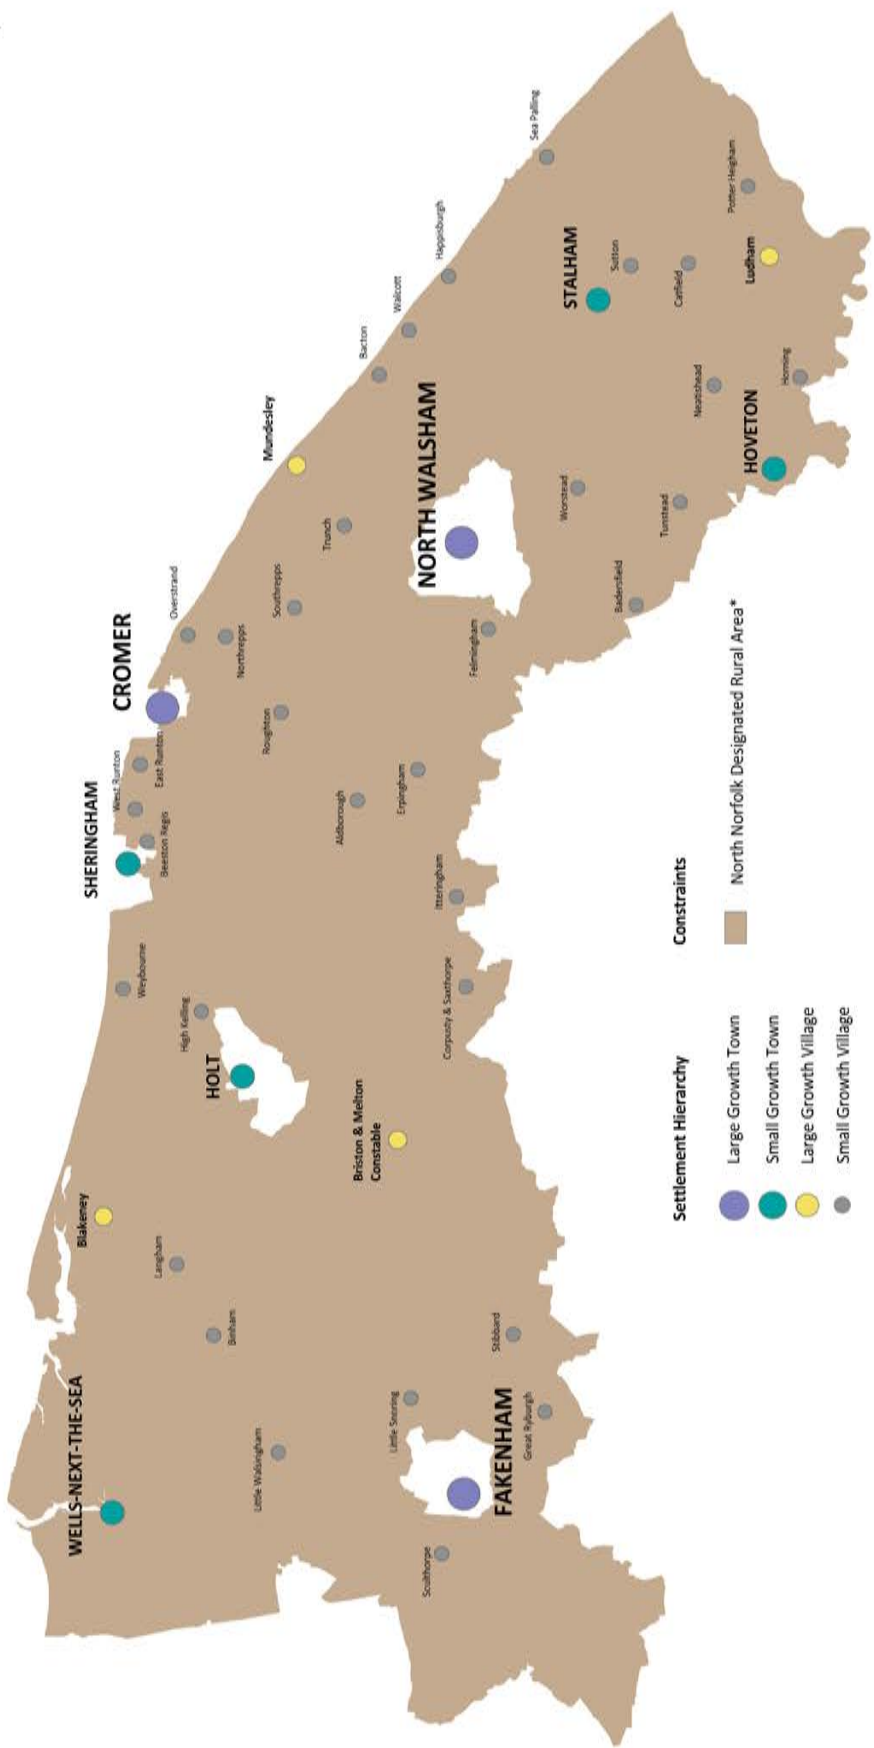 WELLS-NEXT-THE-SEA
Blakeney
Langham
Binham
Little Walsingham
Weybourne
High Kelling
HOLT
SHERINGHAM
West Runton
Beeston Regis
East Runton
CROMER
Overstrand
Northrepps
Southrepps
Roughton
Trunch
Mundesley
Bacton
Walcott
Happisburgh
Sea Palling
Sculthorpe
Little Snoring
FAKENHAM
Great Ryburgh
Stibbard
Briston & Melton
Constable
Corpusty & Saxthorpe
Itteringham
Aldborough
Erpingham
Felmingham
NORTH WALSHAM
Worstead
Badersfield
Tunstead
STALHAM
Sutton
Catfield
Neatishead
HOVETON
Horning
Ludham
Potter Heigham
Settlement Hierarchy
Large Growth Town
Small Growth Town
Large Growth Village
Small Growth Village
Constraints
North Norfolk Designated Rural Area*